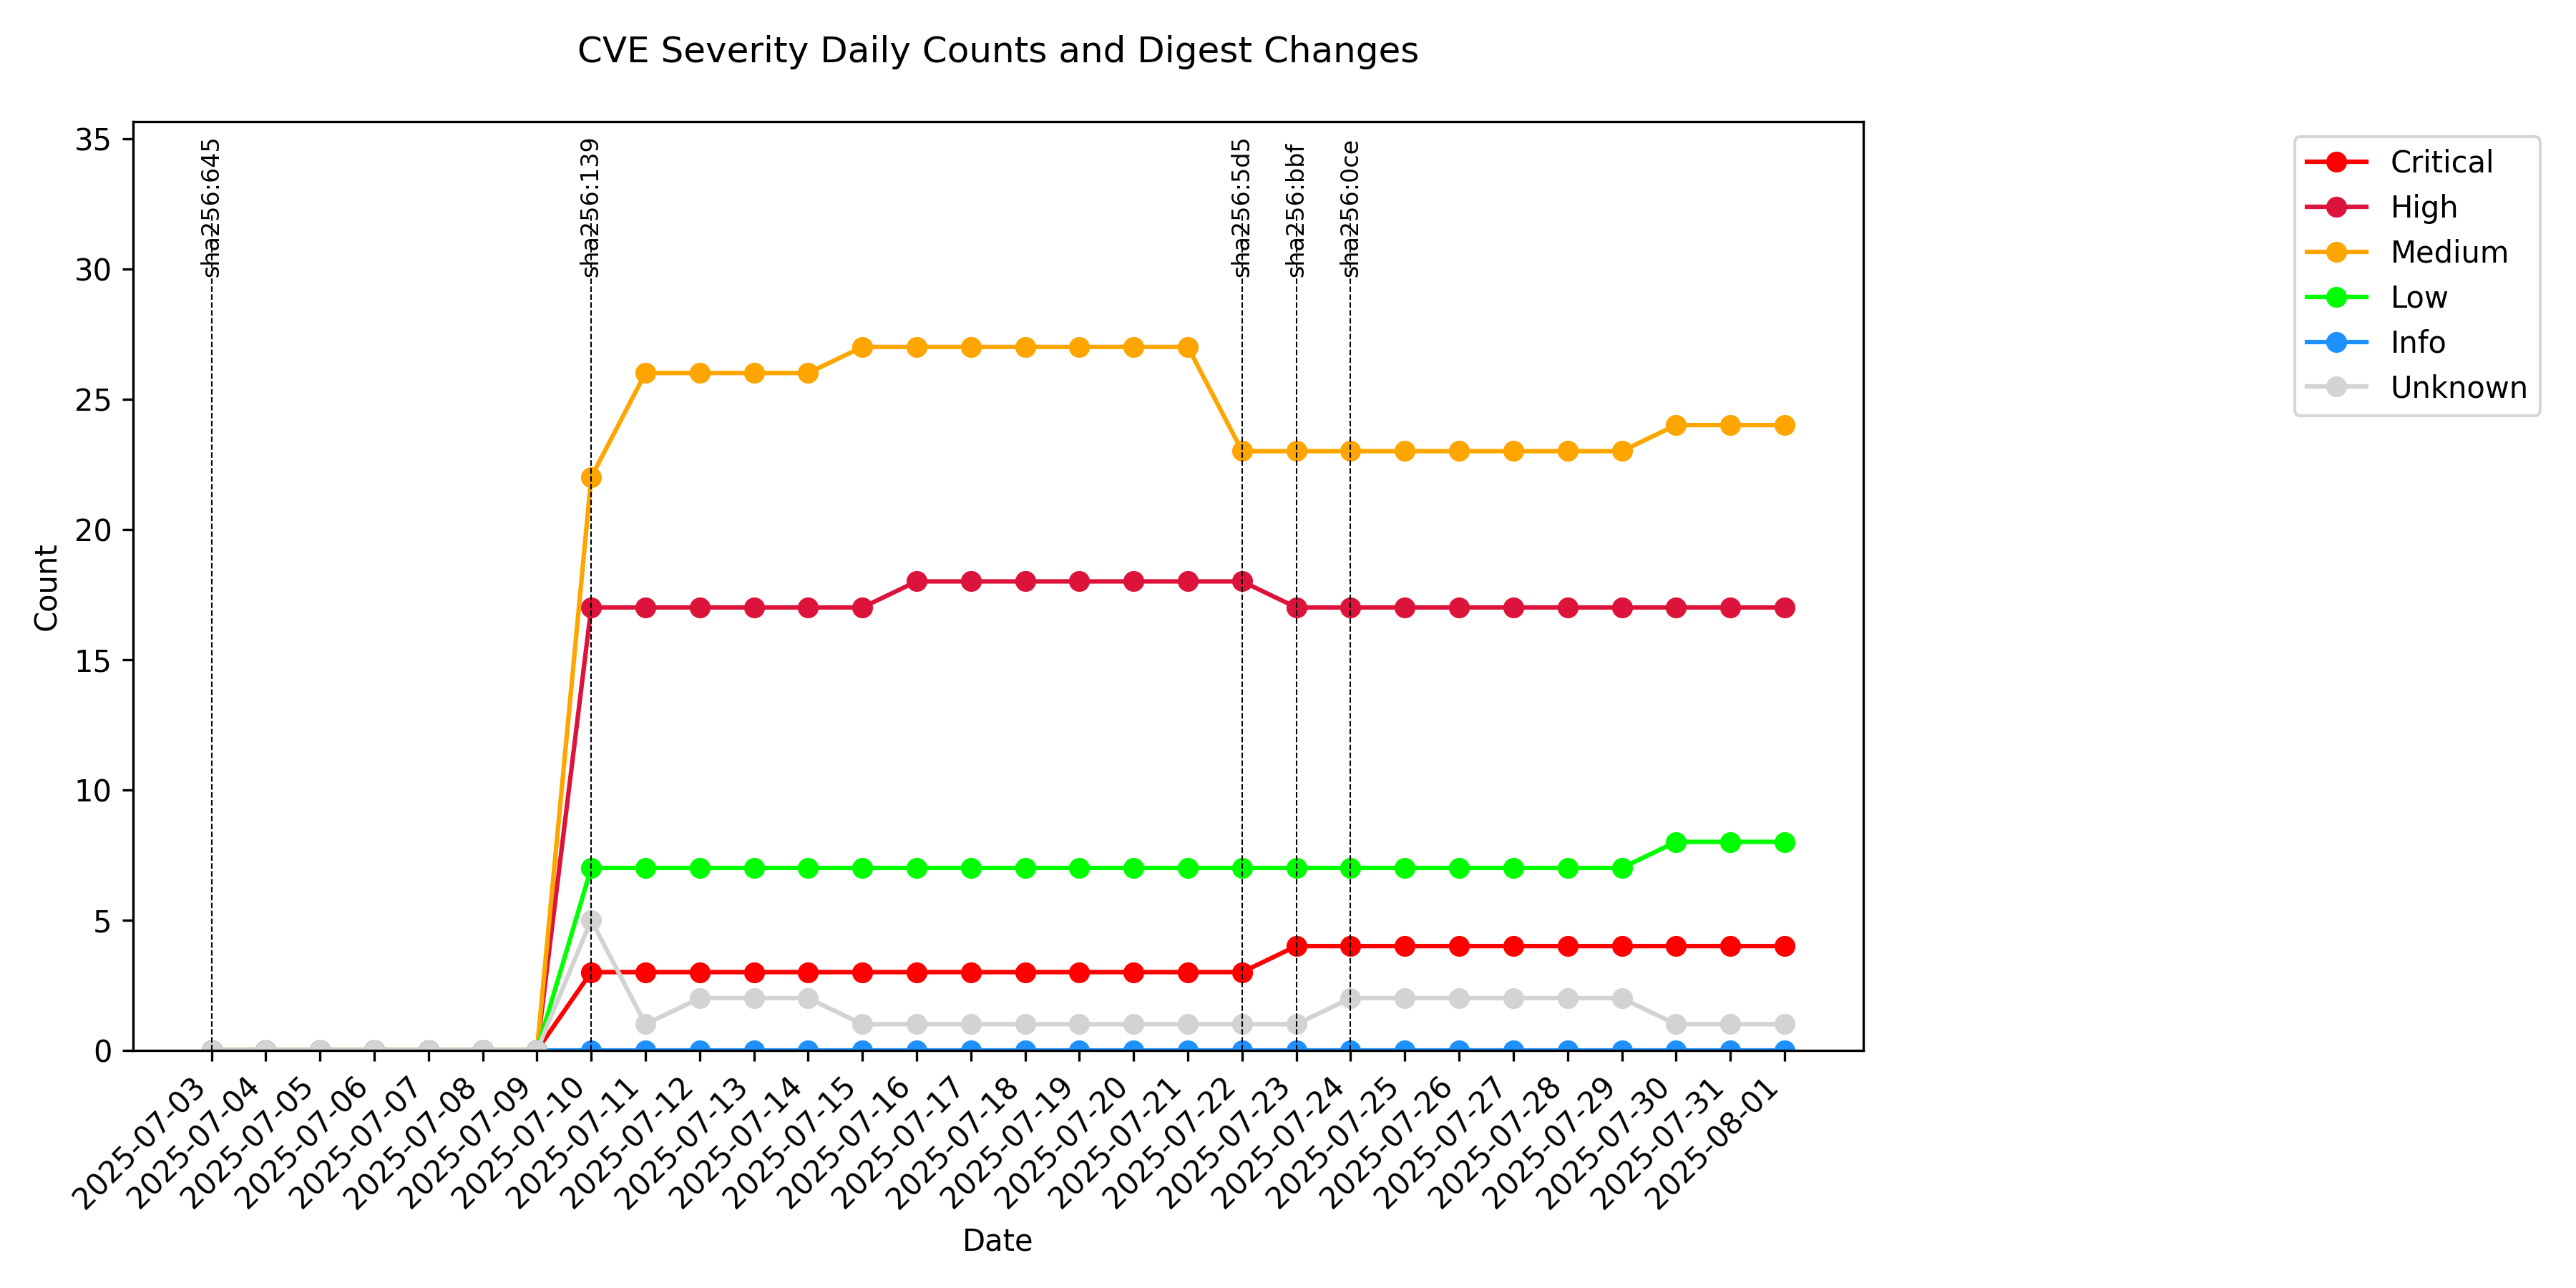 CVE Severity Daily Counts and Digest Changes
35
30
25
20
15
10
5
0
Count
sha256:645
sha256:139
sha256:5d5
sha256:bbf
sha256:0ce
Critical
High
Medium
Low
Info
Unknown
2025-07-03
2025-07-04
2025-07-05
2025-07-06
2025-07-07
2025-07-08
2025-07-09
2025-07-10
2025-07-11
2025-07-12
2025-07-13
2025-07-14
2025-07-15
2025-07-16
2025-07-17
2025-07-18
2025-07-19
2025-07-20
2025-07-21
2025-07-22
2025-07-23
2025-07-24
2025-07-25
2025-07-26
2025-07-27
2025-07-28
2025-07-29
2025-07-30
2025-07-31
2025-08-01
Date